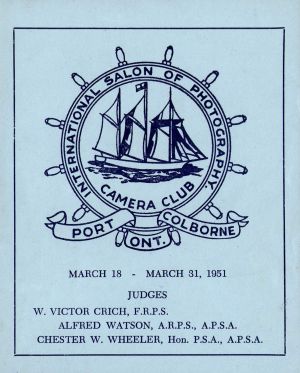 INTERNATIONAL SALON OF PHOTOGRAPHY.
CAMERA CLUB
PORT COLBORNE
ONT.
MARCH 18 - MARCH 31, 1951
JUDGES
W. VICTOR CRICH, F.R.P.S.
ALFRED WATSON, A.R.P.S., A.P.S.A.
CHESTER W. WHEELER, Hon. P.S.A., A.P.S.A.